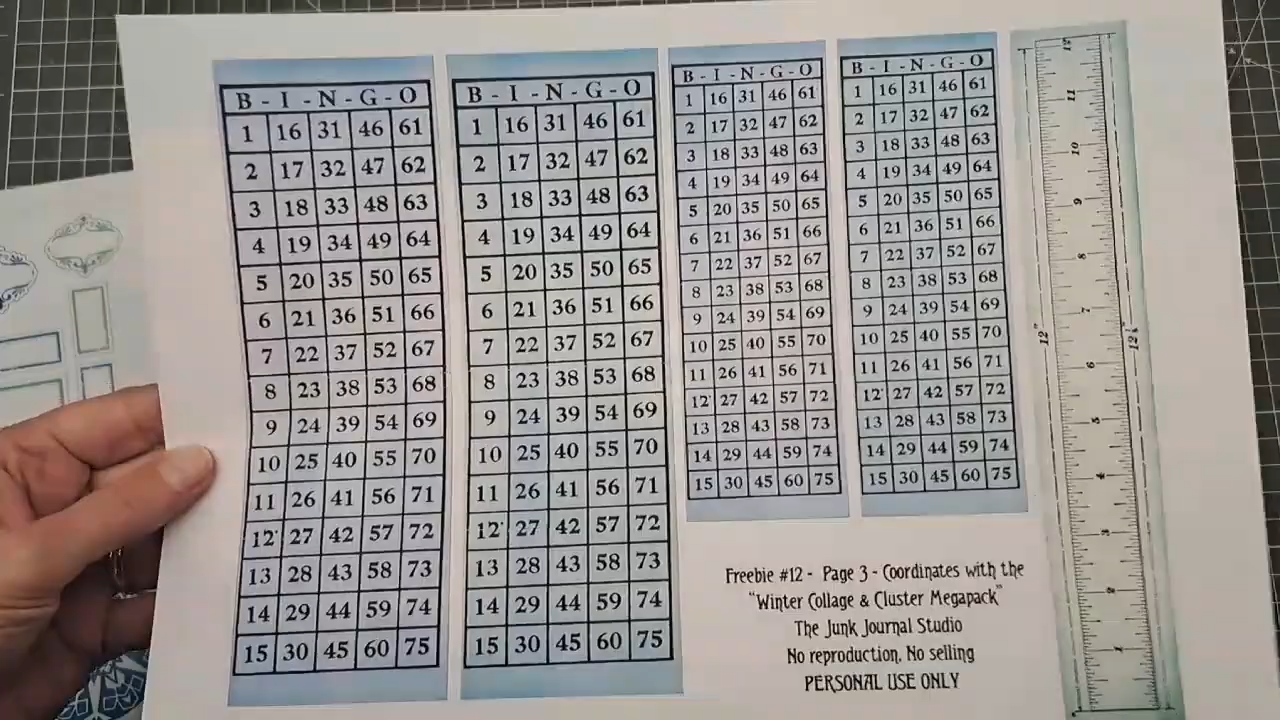 B - I - N - G - O
1 16 31 46 61
2 17 32 47 62
3 18 33 48 63
4 19 34 49 64
5 20 35 50 65
6 21 36 51 66
7 22 37 52 67
8 23 38 53 68
9 24 39 54 69
10 25 40 55 70
11 26 41 56 71
12 27 42 57 72
13 28 43 58 73
14 29 44 59 74
15 30 45 60 75
B - I - N - G - O
1 16 31 46 61
2 17 32 47 62
3 18 33 48 63
4 19 34 49 64
5 20 35 50 65
6 21 36 51 66
7 22 37 52 67
8 23 38 53 68
9 24 39 54 69
10 25 40 55 70
11 26 41 56 71
12 27 42 57 72
13 28 43 58 73
14 29 44 59 74
15 30 45 60 75
B - I - N - G - O
1 16 31 46 61
2 17 32 47 62
3 18 33 48 63
4 19 34 49 64
5 20 35 50 65
6 21 36 51 66
7 22 37 52 67
8 23 38 53 68
9 24 39 54 69
10 25 40 55 70
11 26 41 56 71
12 27 42 57 72
13 28 43 58 73
14 29 44 59 74
15 30 45 60 75
B - I - N - G - O
1 16 31 46 61
2 17 32 47 62
3 18 33 48 63
4 19 34 49 64
5 20 35 50 65
6 21 36 51 66
7 22 37 52 67
8 23 38 53 68
9 24 39 54 69
10 25 40 55 70
11 26 41 56 71
12 27 42 57 72
13 28 43 58 73
14 29 44 59 74
15 30 45 60 75
Freebie #12 - Page 3 - Coordinates with the
"Winter Collage & Cluster Megapack"
The Junk Journal Studio
No reproduction, No selling
PERSONAL USE ONLY
12"
1 2 3 4 5 6 7 8 9 10 11 12